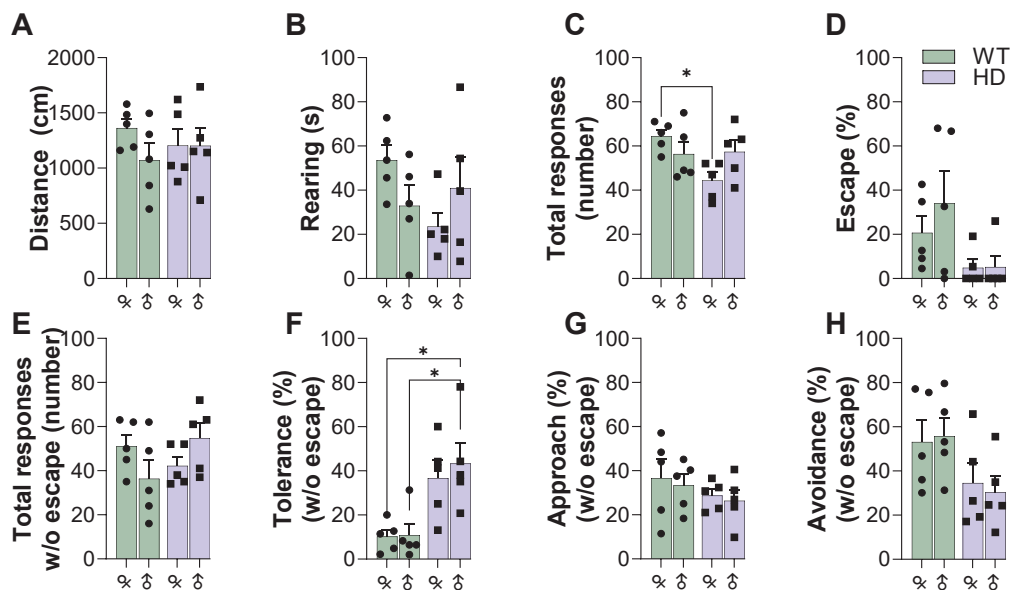 A
Distance (cm)
2000
1500
1000
500
0
♀ ♂ ♀ ♂
B
Rearing (s)
100
80
60
40
20
0
♀ ♂ ♀ ♂
C
Total responses
(number)
100
80
60
40
20
0
*
♀ ♂ ♀ ♂
D
Escape (%)
100
80
60
40
20
0
♀ ♂ ♀ ♂
WT
HD
E
Total responses
w/o escape (number)
100
80
60
40
20
0
♀ ♂ ♀ ♂
F
Tolerance (%)
(w/o escape)
100
80
60
40
20
0
*
*
♀ ♂ ♀ ♂
G
Approach (%)
(w/o escape)
100
80
60
40
20
0
♀ ♂ ♀ ♂
H
Avoidance (%)
(w/o escape)
100
80
60
40
20
0
♀ ♂ ♀ ♂